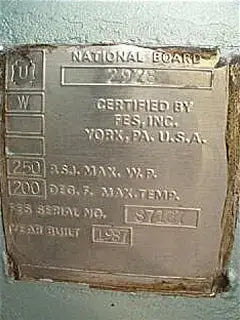 U
NATIONAL BOARD
2928
W
CERTIFIED BY
FES, INC.
YORK, PA. U.S.A.
250 P.S.I. MAX. W.P.
200 DEG. F. MAX. TEMP.
FES SERIAL NO.
YEAR BUILT 1987